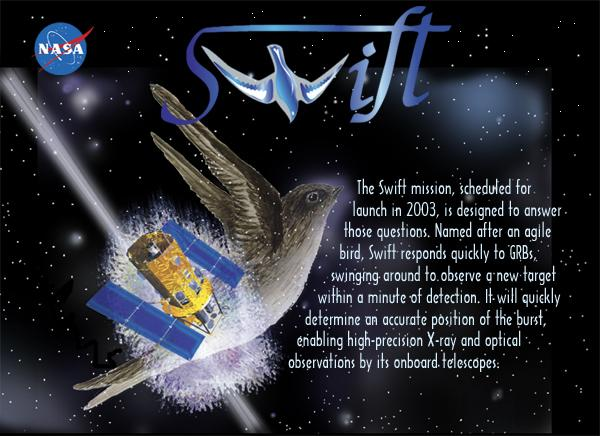 NASA
Swift
The Swift mission, scheduled for
launch in 2003, is designed to answer
those questions. Named after an agile
bird, Swift responds quickly to GRBs,
swinging around to observe a new target
within a minute of detection. It will quickly
determine an accurate position of the burst,
enabling high-precision X-ray and optical
observations by its onboard telescopes.